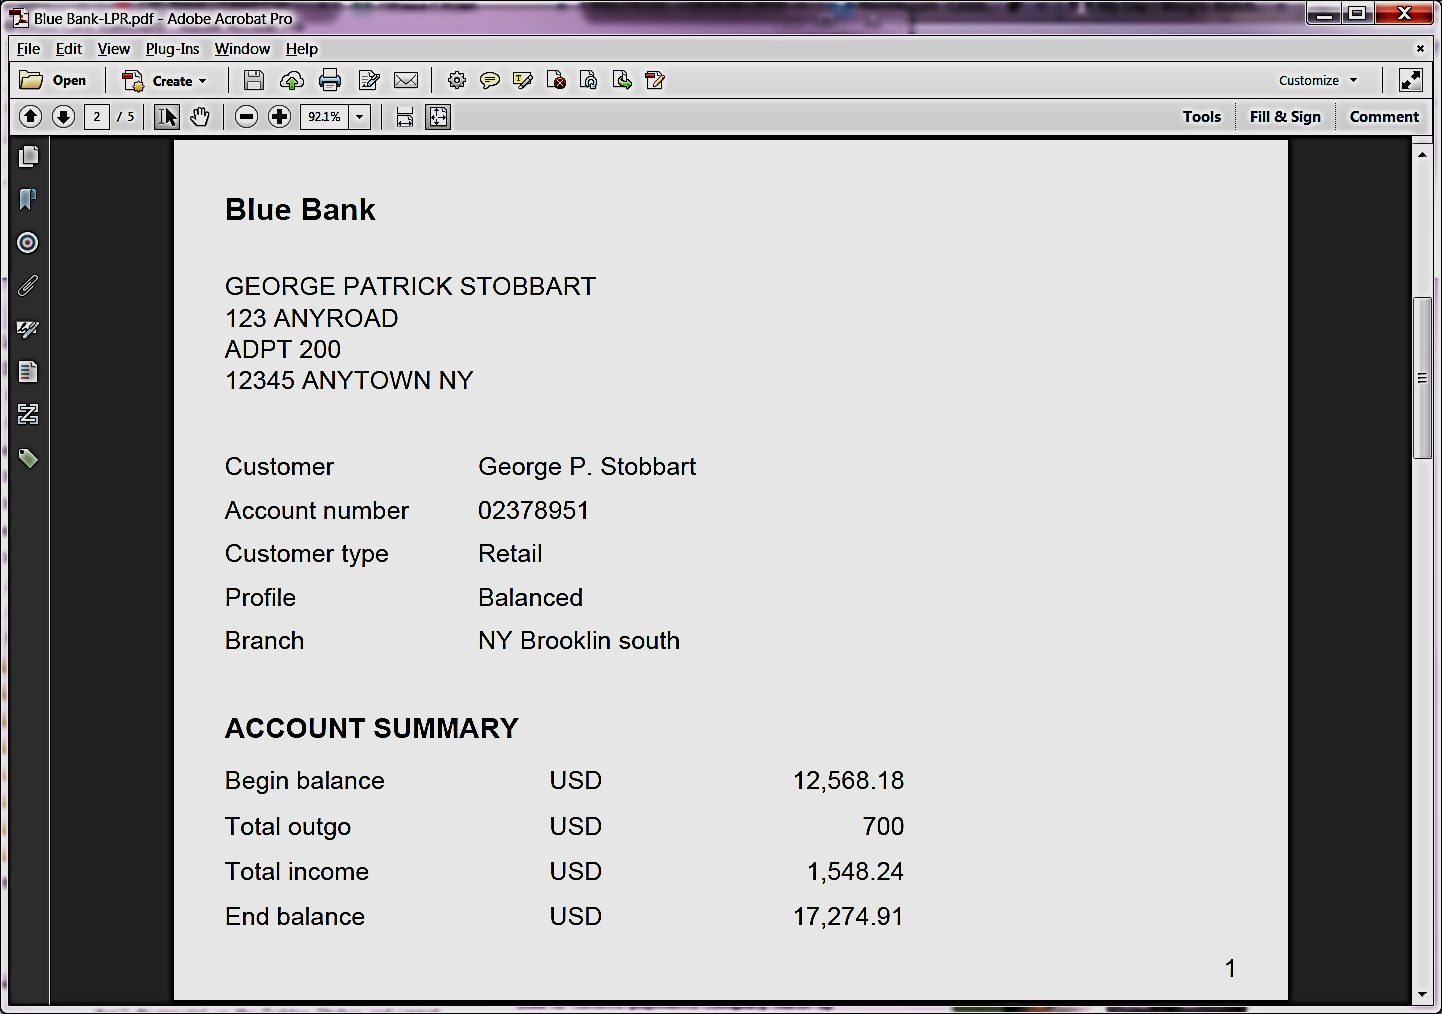 Blue Bank-LPR.pdf - Adobe Acrobat Pro
File Edit View Plug-Ins Window Help
Open Create Customize
2 / 5 92.1% Tools Fill & Sign Comment
Blue Bank
GEORGE PATRICK STOBBART
123 ANYROAD
ADPT 200
12345 ANYTOWN NY
Customer George P. Stobbart
Account number 02378951
Customer type Retail
Profile Balanced
Branch NY Brooklin south
ACCOUNT SUMMARY
Begin balance USD 12,568.18
Total outgo USD 700
Total income USD 1,548.24
End balance USD 17,274.91
1